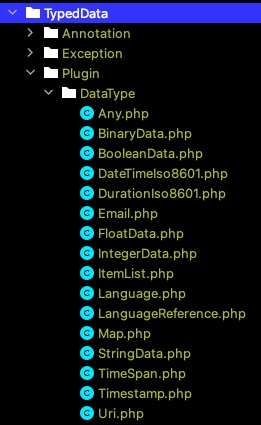 TypedData
Annotation
Exception
Plugin
DataType
Any.php
BinaryData.php
BooleanData.php
DateTimeIso8601.php
DurationIso8601.php
Email.php
FloatData.php
IntegerData.php
ItemList.php
Language.php
LanguageReference.php
Map.php
StringData.php
TimeSpan.php
Timestamp.php
Uri.php